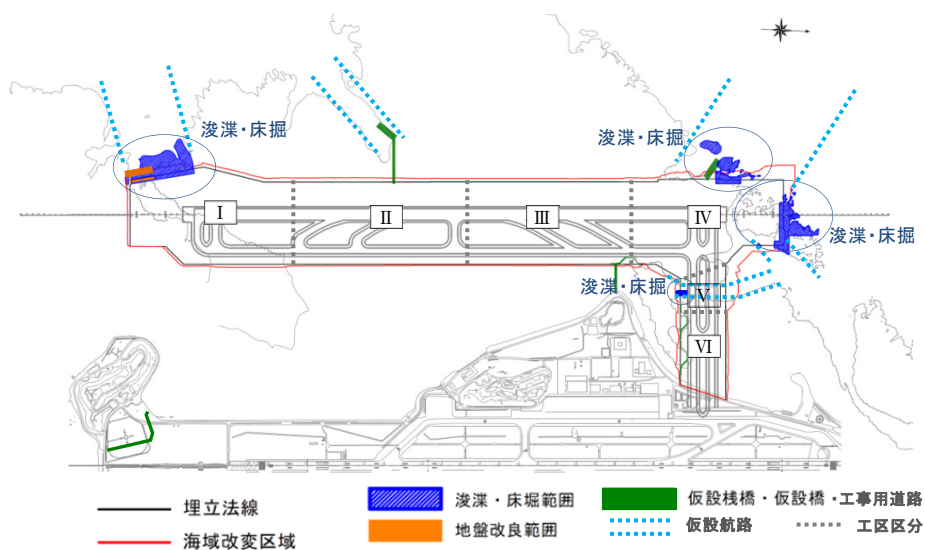 浚渫・床掘
浚渫・床掘
浚渫・床掘
浚渫・床掘
Ⅰ
Ⅱ
Ⅲ
Ⅳ
Ⅴ
Ⅵ
埋立法線
海域改変区域
浚渫・床堀範囲
地盤改良範囲
仮設桟橋・仮設橋・工事用道路
仮設航路
工区区分